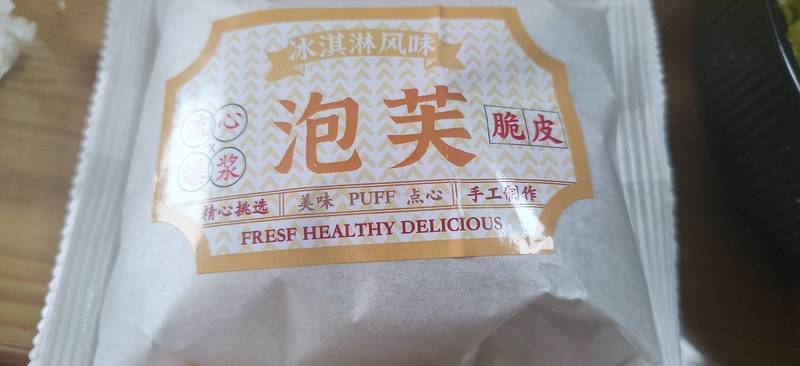 冰淇淋风味
流心
×
爆浆
泡芙
脆皮
精心挑选 美味 PUFF 点心 手工制作
FRESF HEALTHY DELICIOUS